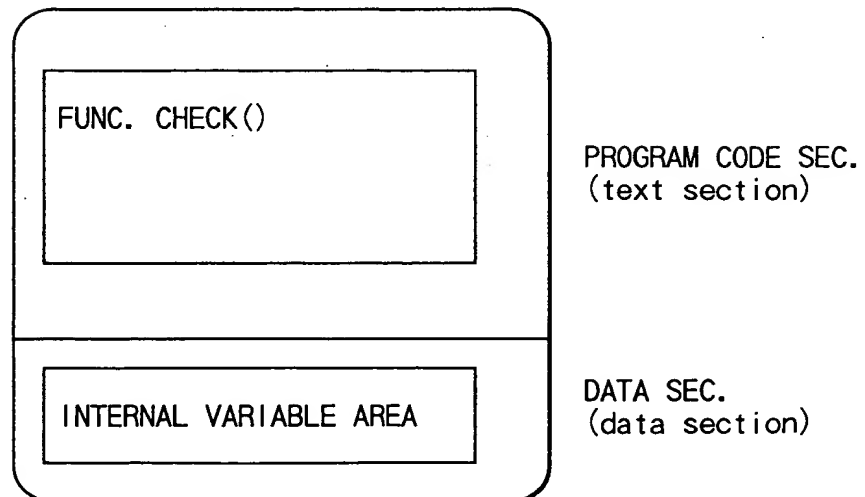 FUNC. CHECK()
PROGRAM CODE SEC.
(text section)
INTERNAL VARIABLE AREA
DATA SEC.
(data section)